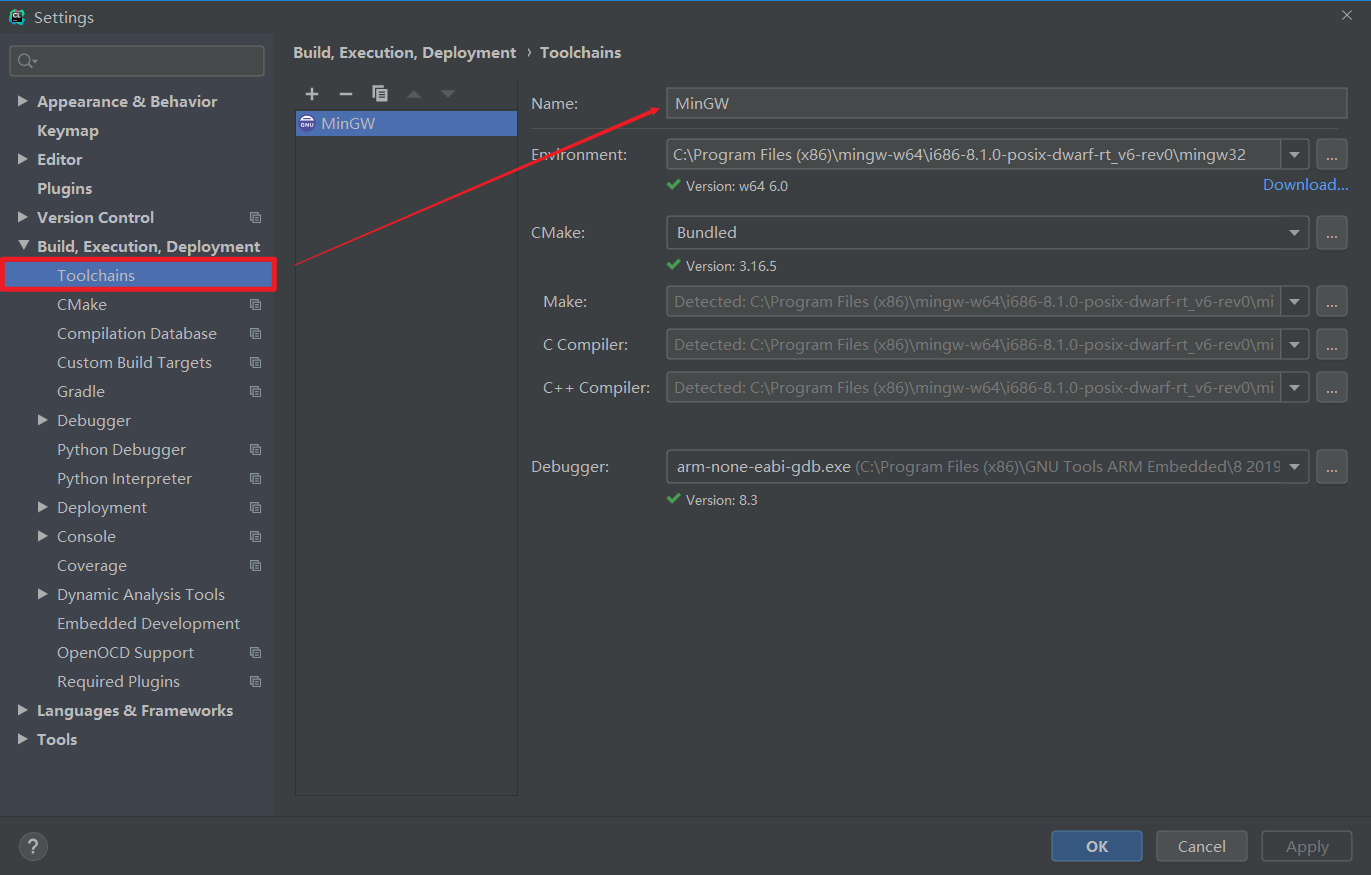 Settings
Appearance & Behavior
Keymap
Editor
Plugins
Version Control
Build, Execution, Deployment
Toolchains
CMake
Compilation Database
Custom Build Targets
Gradle
Debugger
Python Debugger
Python Interpreter
Deployment
Console
Coverage
Dynamic Analysis Tools
Embedded Development
OpenOCD Support
Required Plugins
Languages & Frameworks
Tools
Build, Execution, Deployment › Toolchains
GNU MinGW
Name: MinGW
Environment: C:\Program Files (x86)\mingw-w64\i686-8.1.0-posix-dwarf-rt_v6-rev0\mingw32 ...
Version: w64 6.0 Download...
CMake: Bundled ...
Version: 3.16.5
Make: Detected: C:\Program Files (x86)\mingw-w64\i686-8.1.0-posix-dwarf-rt_v6-rev0\mi ...
C Compiler: Detected: C:\Program Files (x86)\mingw-w64\i686-8.1.0-posix-dwarf-rt_v6-rev0\mi ...
C++ Compiler: Detected: C:\Program Files (x86)\mingw-w64\i686-8.1.0-posix-dwarf-rt_v6-rev0\mi ...
Debugger: arm-none-eabi-gdb.exe (C:\Program Files (x86)\GNU Tools ARM Embedded\8 2019 ...
Version: 8.3
? OK Cancel Apply